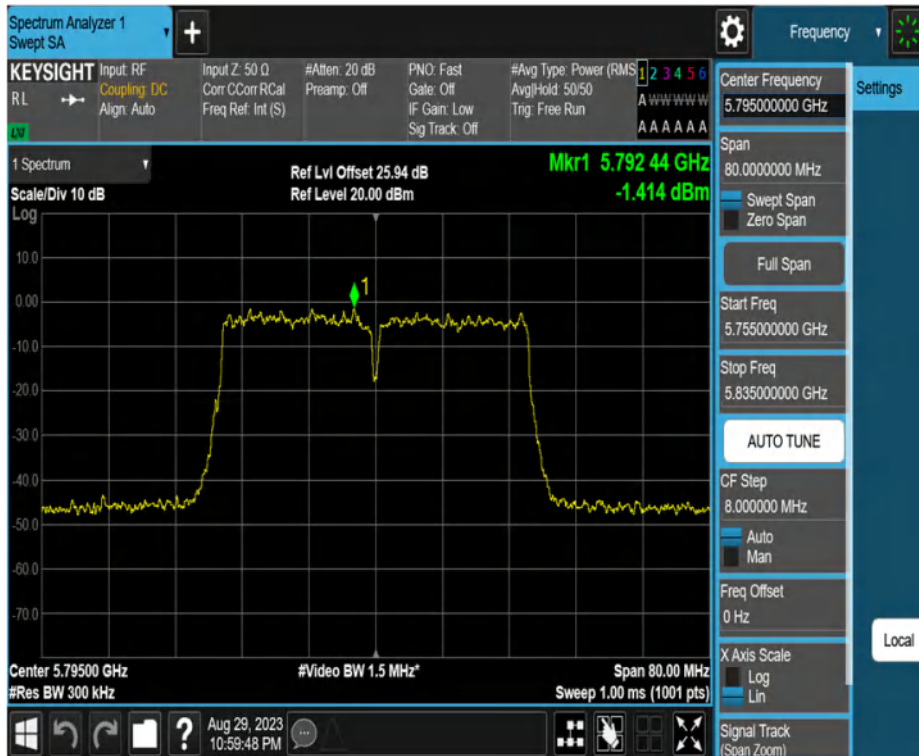 Spectrum Analyzer 1
Swept SA
Frequency
KEYSIGHT
R L
LXI
Input: RF
Coupling: DC
Align: Auto
Input Z: 50 Ω
Corr CCorr RCal
Freq Ref: Int (S)
#Atten: 20 dB
Preamp: Off
PNO: Fast
Gate: Off
IF Gain: Low
Sig Track: Off
#Avg Type: Power (RMS
Avg|Hold: 50/50
Trig: Free Run
1 2 3 4 5 6
A W W W W W
A A A A A A
1 Spectrum
Scale/Div 10 dB
Log
Ref Lvl Offset 25.94 dB
Ref Level 20.00 dBm
Mkr1 5.792 44 GHz
-1.414 dBm
10.0
0.00
-10.0
-20.0
-30.0
-40.0
-50.0
-60.0
-70.0
1
Center 5.79500 GHz
#Res BW 300 kHz
#Video BW 1.5 MHz*
Span 80.00 MHz
Sweep 1.00 ms (1001 pts)
Aug 29, 2023
10:59:48 PM
?
Center Frequency
5.795000000 GHz
Settings
Span
80.0000000 MHz
Swept Span
Zero Span
Full Span
Start Freq
5.755000000 GHz
Stop Freq
5.835000000 GHz
AUTO TUNE
CF Step
8.000000 MHz
Auto
Man
Freq Offset
0 Hz
X Axis Scale
Log
Lin
Local
Signal Track
(Span Zoom)